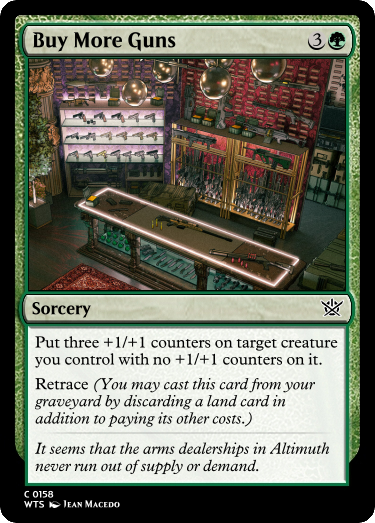 Buy More Guns 3
Sorcery
Put three +1/+1 counters on target creature
you control with no +1/+1 counters on it.
Retrace (You may cast this card from your
graveyard by discarding a land card in
addition to paying its other costs.)
It seems that the arms dealerships in Altimuth
never run out of supply or demand.
C 0158
WTS Jean Macedo